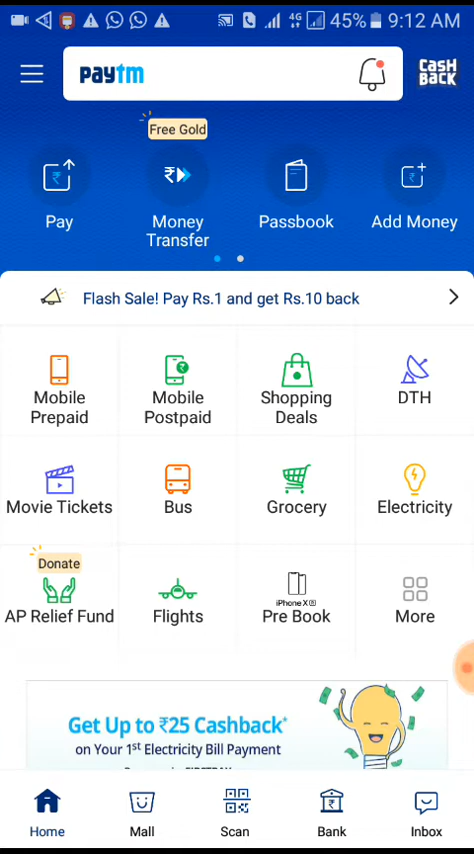 4G 45% 9:12 AM
paytm
CASH
BACK
Free Gold
Pay
Money
Transfer
Passbook
Add Money
Flash Sale! Pay Rs.1 and get Rs.10 back
Mobile
Prepaid
Mobile
Postpaid
Shopping
Deals
DTH
Movie Tickets
Bus
Grocery
Electricity
Donate
AP Relief Fund
Flights
iPhone XR
Pre Book
More
Get Up to ₹25 Cashback*
on Your 1st Electricity Bill Payment
Home
Mall
Scan
Bank
Inbox